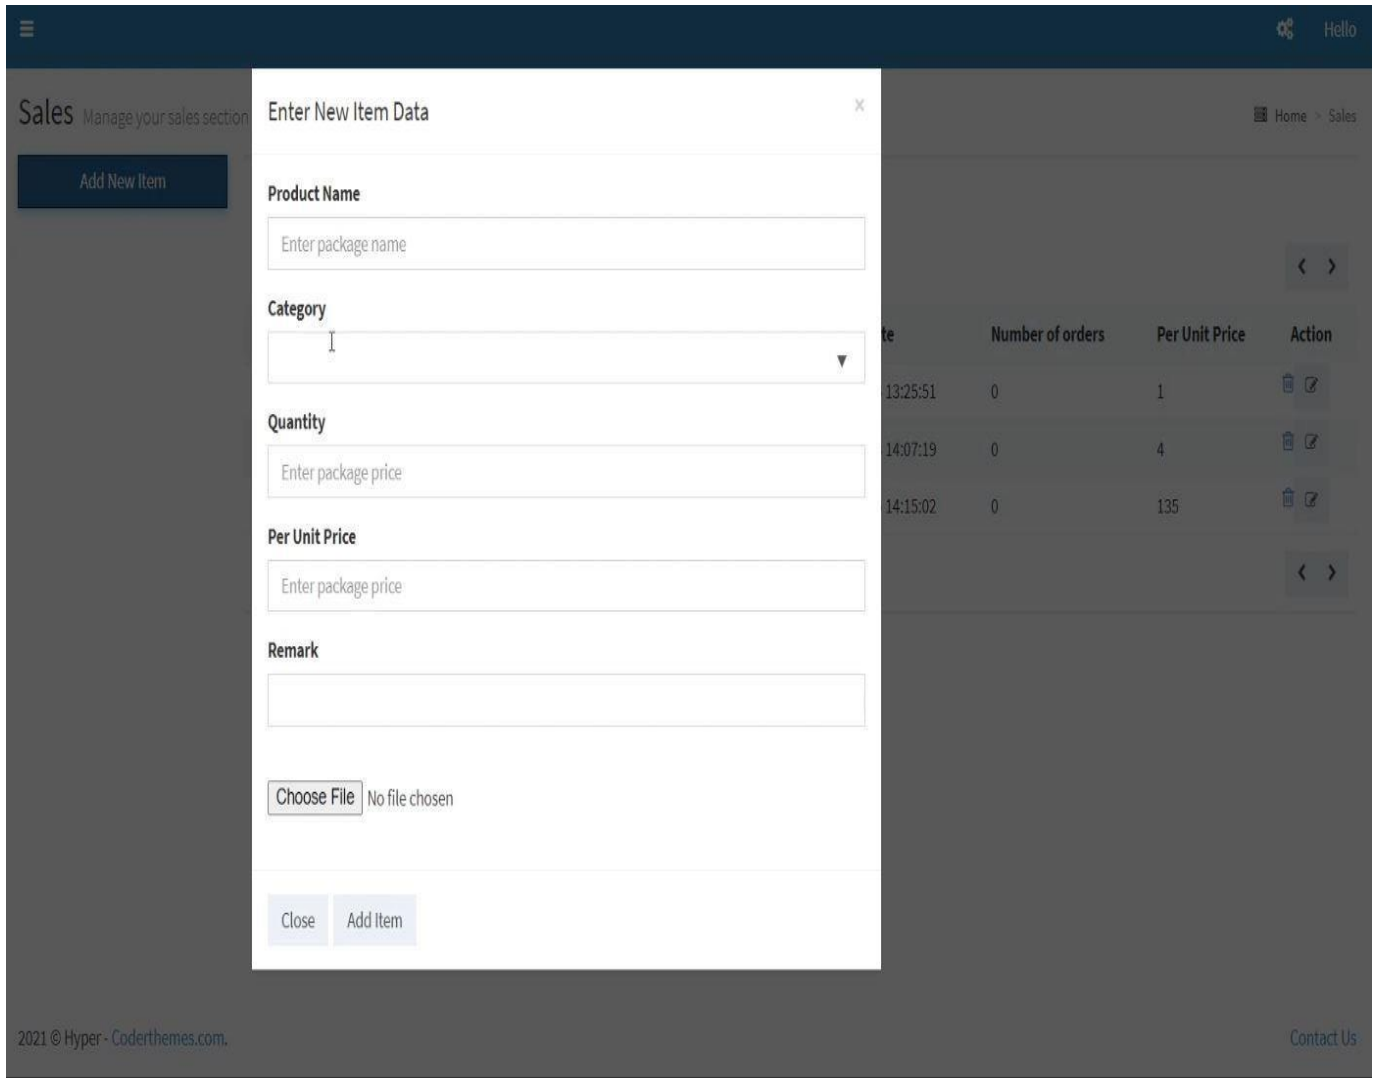 Hello
Sales Manage your sales section
Home > Sales
Add New Item
Enter New Item Data
×
Product Name
Enter package name
Category
Quantity
Enter package price
Per Unit Price
Enter package price
Remark
Choose File No file chosen
Close Add Item
te Number of orders Per Unit Price Action
13:25:51 0 1
14:07:19 0 4
14:15:02 0 135
2021 © Hyper - Coderthemes.com.
Contact Us